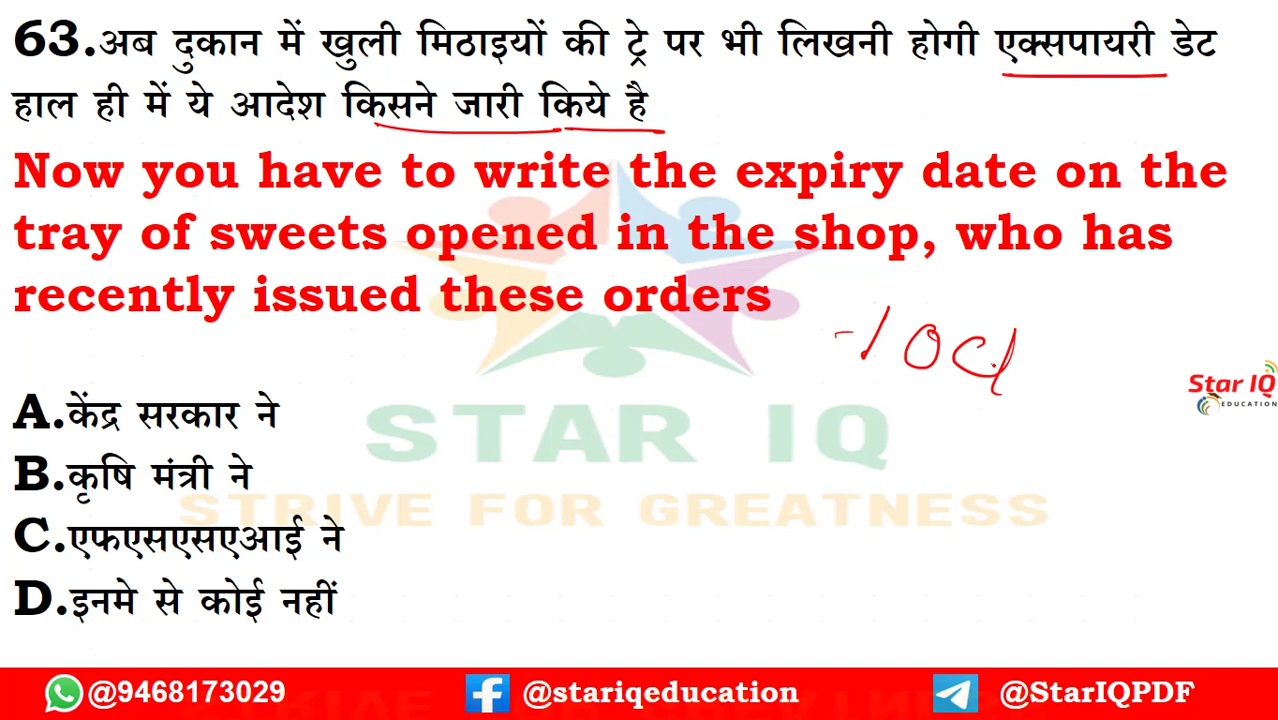 63.अब दुकान में खुली मिठाइयों की ट्रे पर भी लिखनी होगी एक्सपायरी डेट
हाल ही में ये आदेश किसने जारी किये है
Now you have to write the expiry date on the
tray of sweets opened in the shop, who has
recently issued these orders
A.केंद्र सरकार ने
B.कृषि मंत्री ने
C.एफएसएसएआई ने
D.इनमे से कोई नहीं
Star IQ
EDUCATION
STAR IQ
STRIVE FOR GREATNESS
@9468173029 @stariqeducation @StarIQPDF